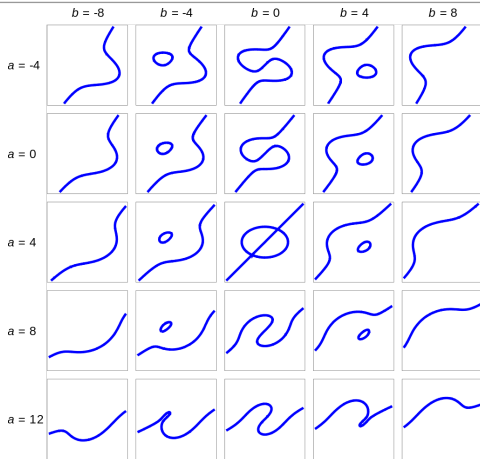 b = -8 b = -4 b = 0 b = 4 b = 8
a = -4
a = 0
a = 4
a = 8
a = 12